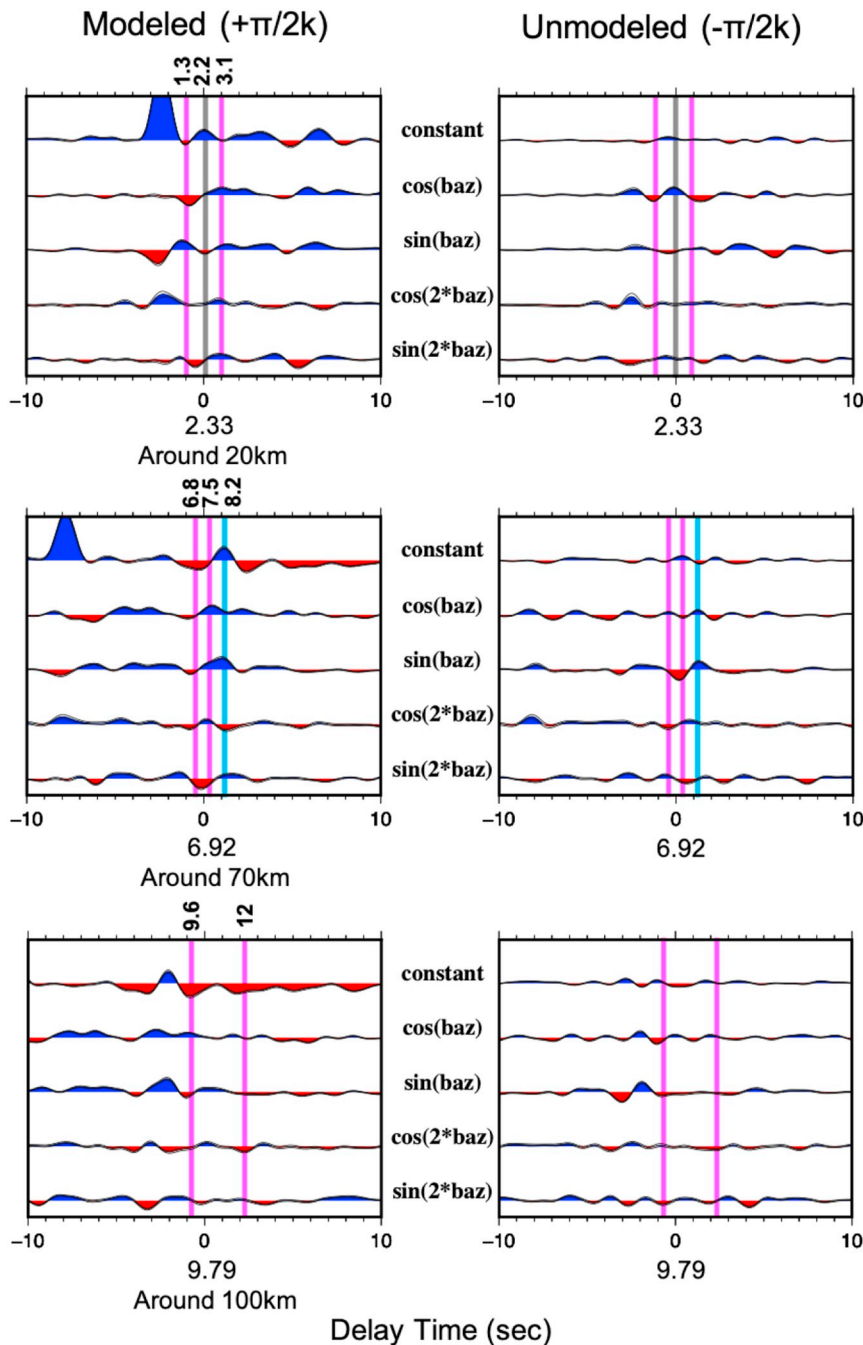 Modeled (+π/2k) Unmodeled (-π/2k)
1.3 2.2 3.1
constant
cos(baz)
sin(baz)
cos(2*baz)
sin(2*baz)
−10 0 10 −10 0 10
2.33 2.33
Around 20km
6.8 7.5 8.2
constant
cos(baz)
sin(baz)
cos(2*baz)
sin(2*baz)
−10 0 10 −10 0 10
6.92 6.92
Around 70km
9.6 12
constant
cos(baz)
sin(baz)
cos(2*baz)
sin(2*baz)
−10 0 10 −10 0 10
9.79 9.79
Around 100km
Delay Time (sec)